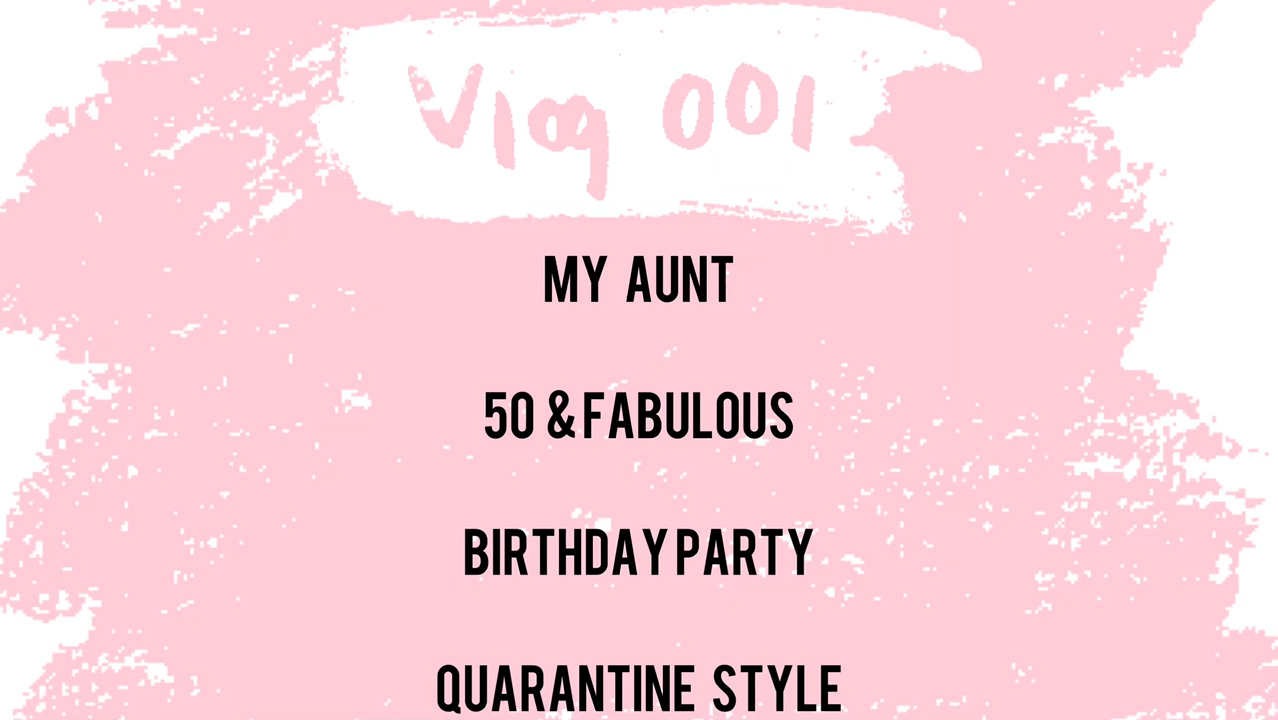 Vlog 001
MY AUNT
50 & FABULOUS
BIRTHDAY PARTY
QUARANTINE STYLE